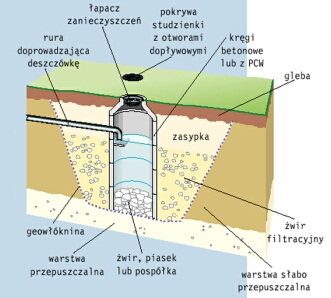 łapacz
zanieczyszczeń
pokrywa
studzienki
z otworami
dopływowymi
kręgi
betonowe
lub z PCW
rura
doprowadzająca
deszczówkę
gleba
zasypka
żwir
filtracyjny
geowłóknina
warstwa
przepuszczalna
żwir, piasek
lub pospółka
warstwa słabo
przepuszczalna